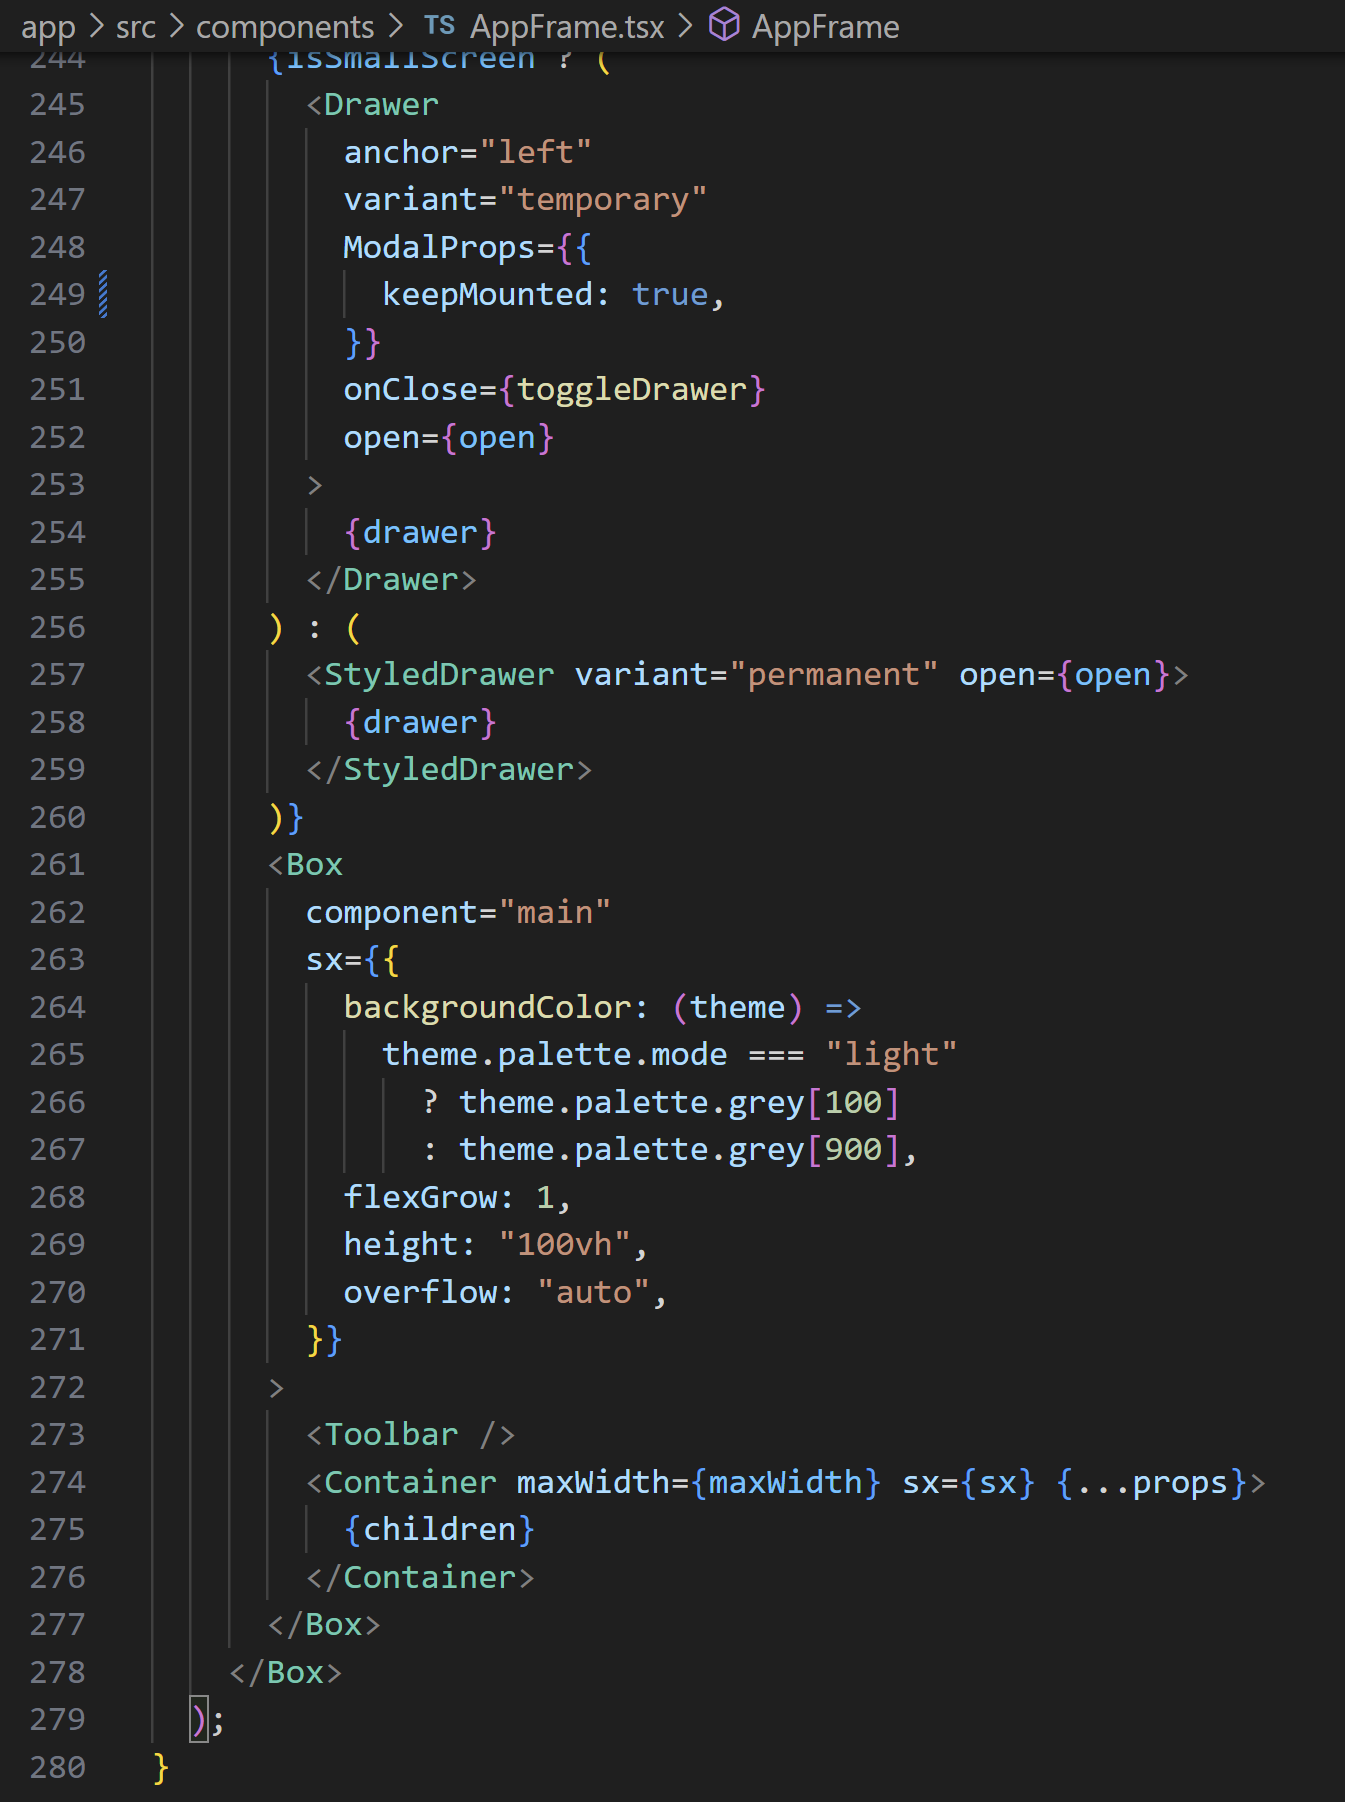 app > src > components > TS AppFrame.tsx > AppFrame
244 {isSmallScreen ? (
245 <Drawer
246 anchor="left"
247 variant="temporary"
248 ModalProps={{
249 keepMounted: true,
250 }}
251 onClose={toggleDrawer}
252 open={open}
253 >
254 {drawer}
255 </Drawer>
256 ) : (
257 <StyledDrawer variant="permanent" open={open}>
258 {drawer}
259 </StyledDrawer>
260 )}
261 <Box
262 component="main"
263 sx={{
264 backgroundColor: (theme) =>
265 theme.palette.mode === "light"
266 ? theme.palette.grey[100]
267 : theme.palette.grey[900],
268 flexGrow: 1,
269 height: "100vh",
270 overflow: "auto",
271 }}
272 >
273 <Toolbar />
274 <Container maxWidth={maxWidth} sx={sx} {...props}>
275 {children}
276 </Container>
277 </Box>
278 </Box>
279 );
280 }